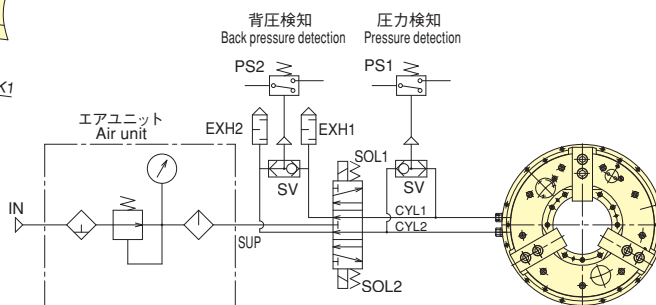 背圧検知
Back pressure detection
圧力検知
Pressure detection
PS2
PS1
K1
エアユニット
Air unit
EXH2
EXH1
SOL1
SV
SV
IN
CYL1
CYL2
SUP
SOL2